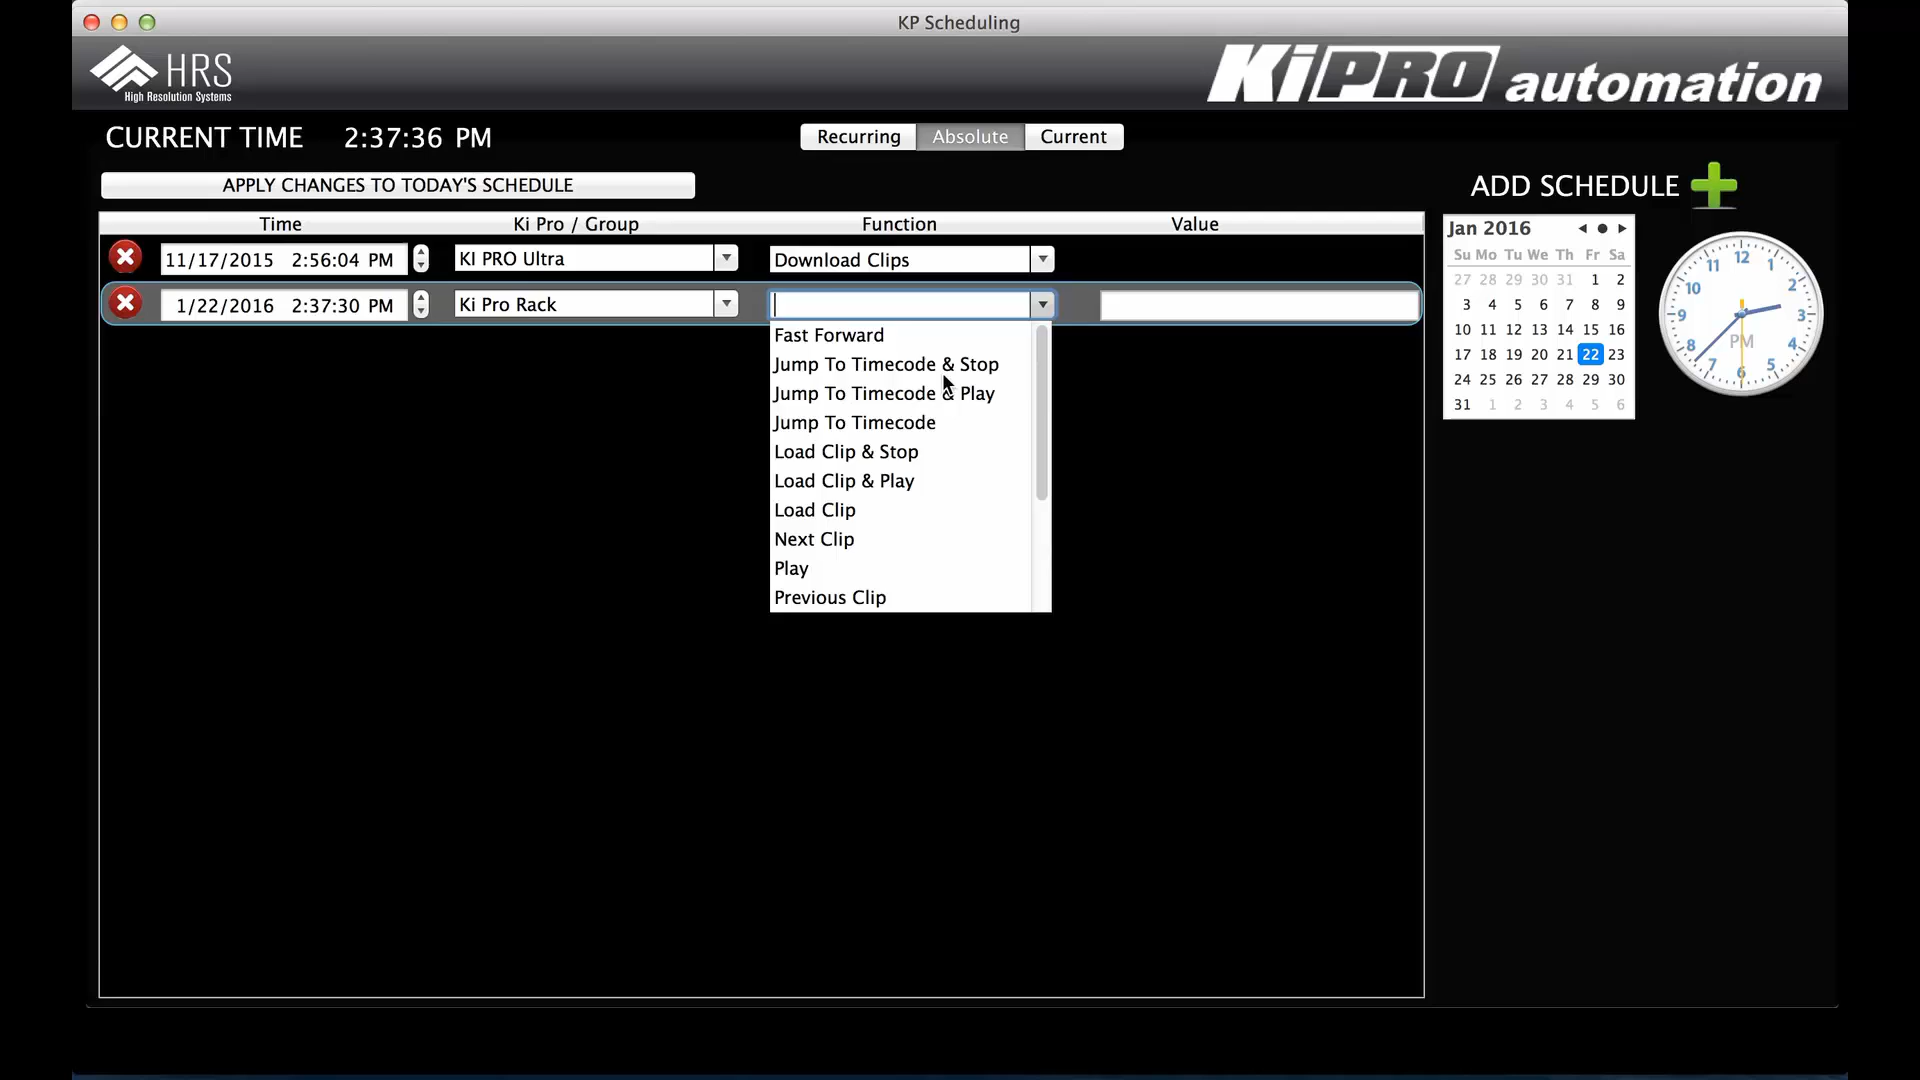 KP Scheduling
HRS
High Resolution Systems
KiPRO automation
CURRENT TIME 2:37:36 PM
Recurring Absolute Current
APPLY CHANGES TO TODAY'S SCHEDULE
ADD SCHEDULE
Time Ki Pro / Group Function Value
11/17/2015 2:56:04 PM KI PRO Ultra Download Clips
1/22/2016 2:37:30 PM Ki Pro Rack
Fast Forward
Jump To Timecode & Stop
Jump To Timecode & Play
Jump To Timecode
Load Clip & Stop
Load Clip & Play
Load Clip
Next Clip
Play
Previous Clip
Jan 2016
Su Mo Tu We Th Fr Sa
27 28 29 30 31 1 2
3 4 5 6 7 8 9
10 11 12 13 14 15 16
17 18 19 20 21 22 23
24 25 26 27 28 29 30
31 1 2 3 4 5 6
12 1 2 3 4 5 6 7 8 9 10 11
PM